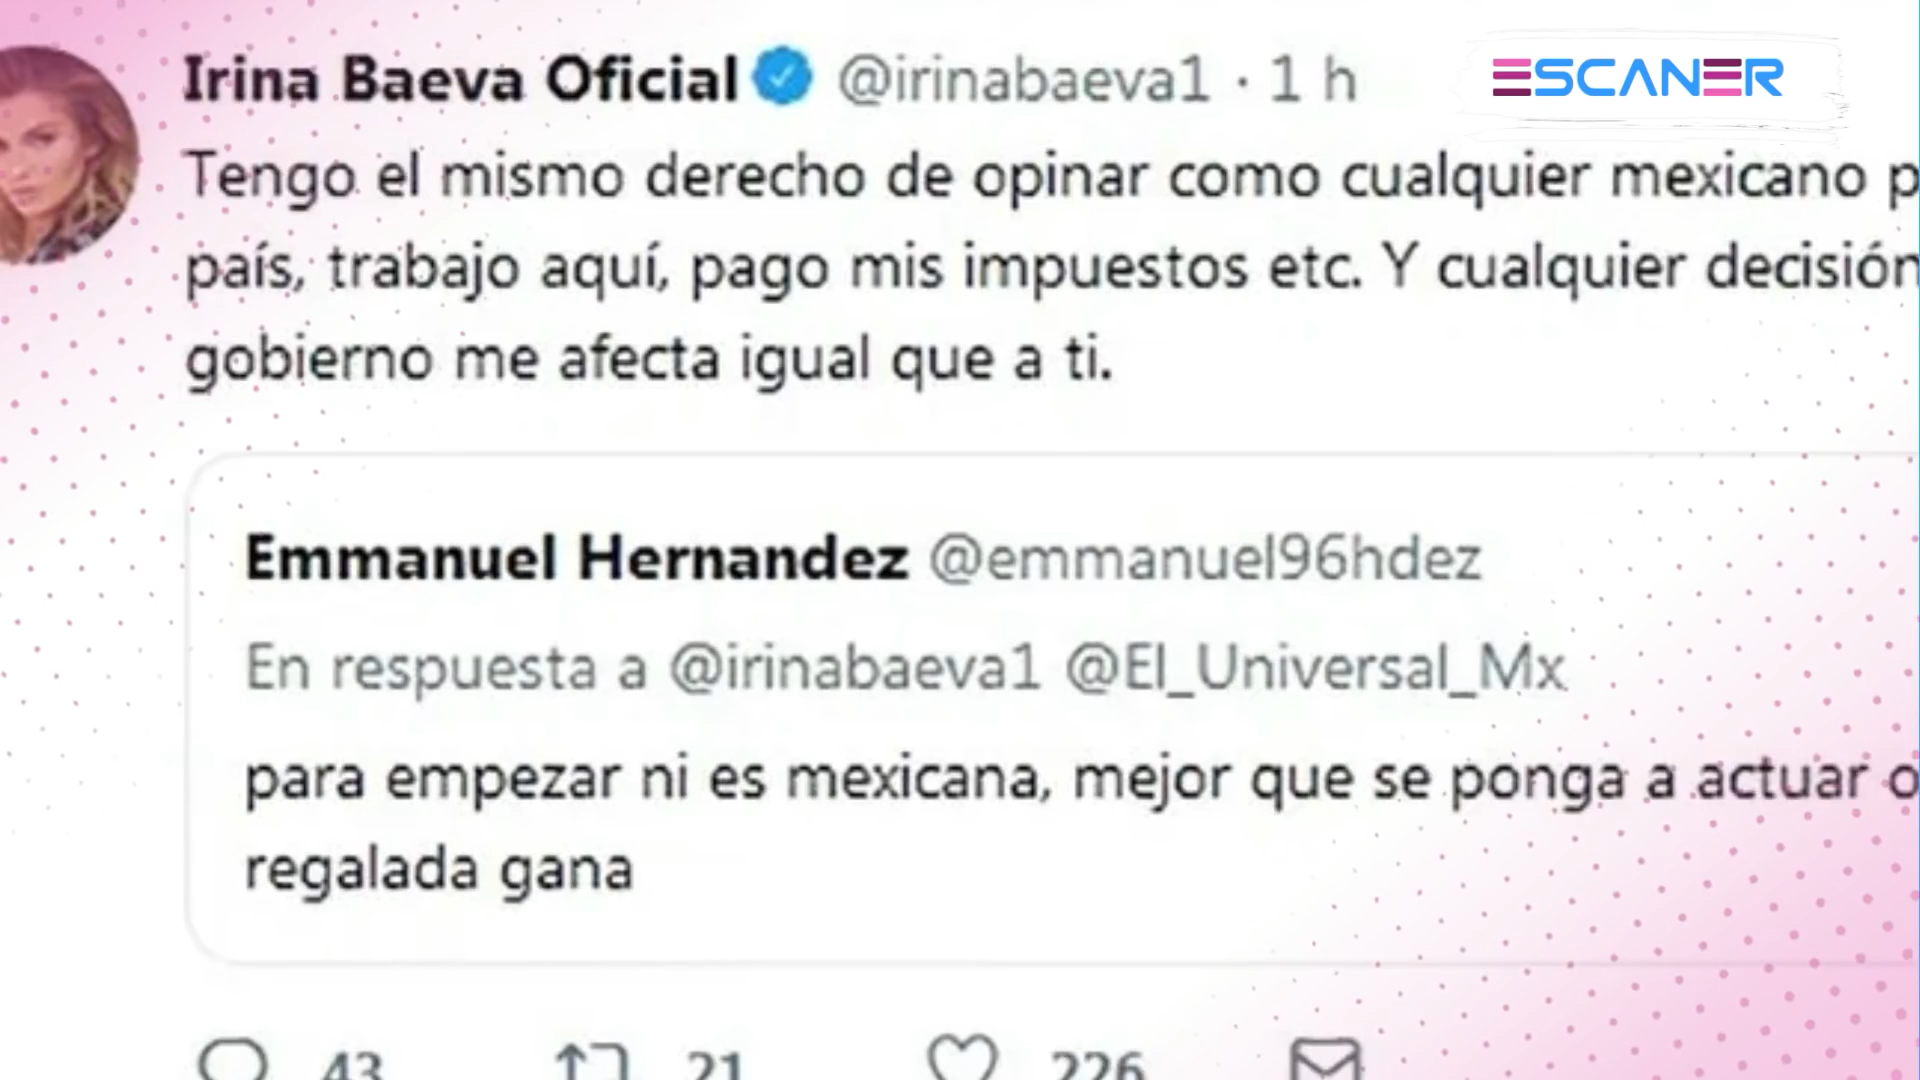 Irina Baeva Oficial @irinabaeva1 · 1 h
ESCANER
Tengo el mismo derecho de opinar como cualquier mexicano
país, trabajo aquí, pago mis impuestos etc. Y cualquier decisión
gobierno me afecta igual que a ti.
Emmanuel Hernandez @emmanuel96hdez
En respuesta a @irinabaeva1 @El_Universal_Mx
para empezar ni es mexicana, mejor que se ponga a actuar o
regalada gana
43 21 226